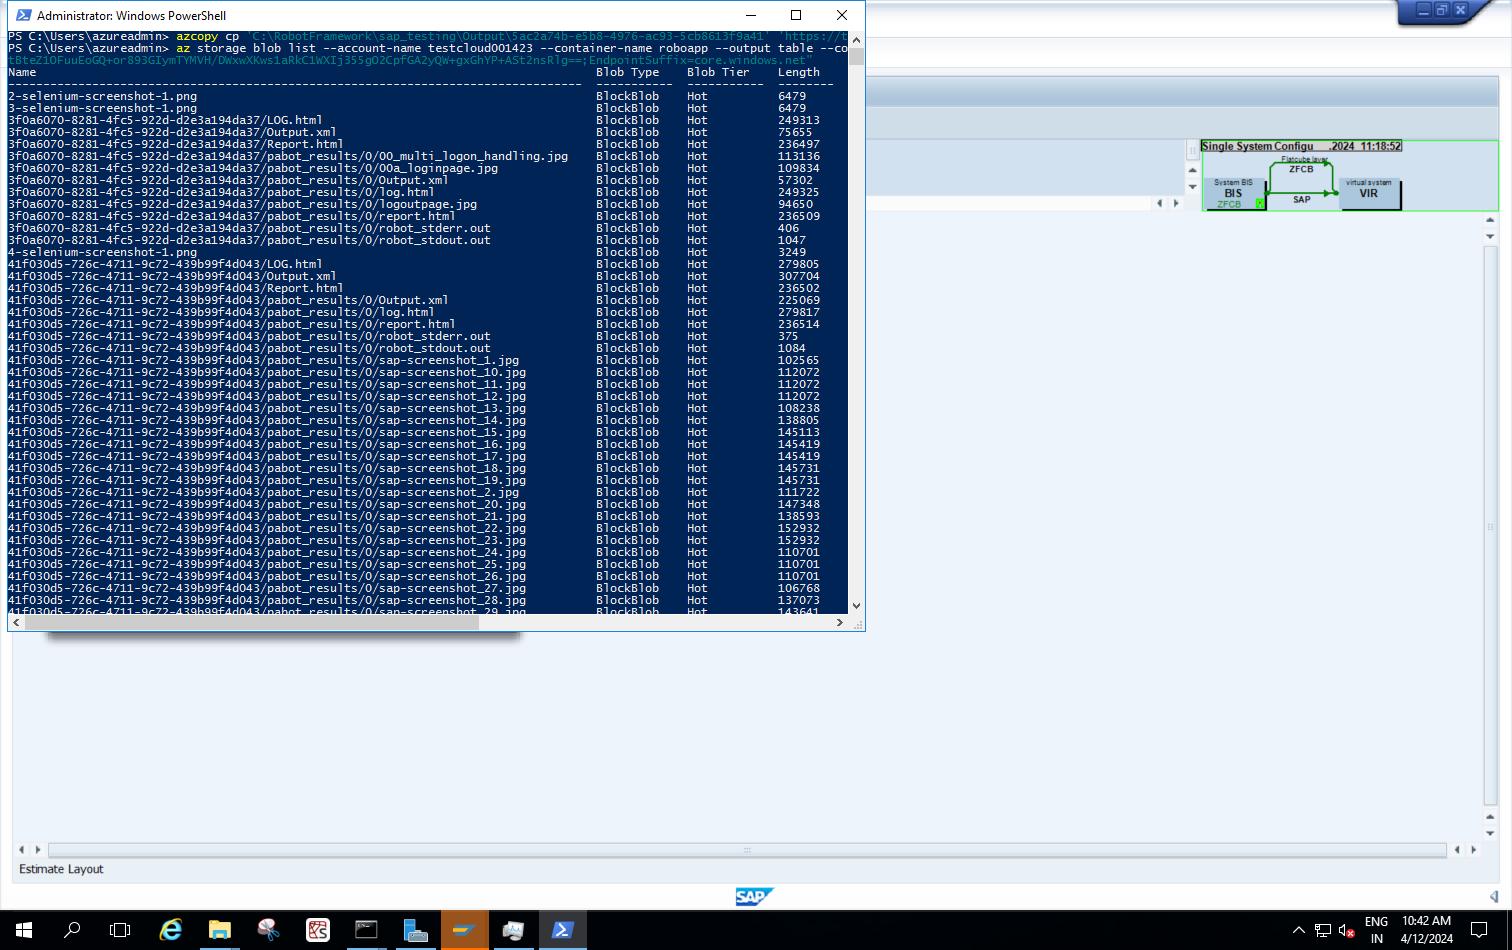 Administrator: Windows PowerShell
PS C:\Users\azureadmin> azcopy cp 'C:\RobotFramework\sap_testing\Output\5ac2a74b-e5b8-4976-ac93-5cb8613f9a41' 'https://t
PS C:\Users\azureadmin> az storage blob list --account-name testcloud001423 --container-name roboapp --output table --co
Name Blob Type Blob Tier Length
2-selenium-screenshot-1.png BlockBlob Hot 6479
3-selenium-screenshot-1.png BlockBlob Hot 6479
3f0a6070-8281-4fc5-922d-d2e3a194da37/LOG.html BlockBlob Hot 249313
3f0a6070-8281-4fc5-922d-d2e3a194da37/Output.xml BlockBlob Hot 75655
3f0a6070-8281-4fc5-922d-d2e3a194da37/Report.html BlockBlob Hot 236497
3f0a6070-8281-4fc5-922d-d2e3a194da37/pabot_results/0/00_multi_logon_handling.jpg BlockBlob Hot 113136
3f0a6070-8281-4fc5-922d-d2e3a194da37/pabot_results/0/00a_loginpage.jpg BlockBlob Hot 109834
3f0a6070-8281-4fc5-922d-d2e3a194da37/pabot_results/0/Output.xml BlockBlob Hot 57302
3f0a6070-8281-4fc5-922d-d2e3a194da37/pabot_results/0/log.html BlockBlob Hot 249325
3f0a6070-8281-4fc5-922d-d2e3a194da37/pabot_results/0/logoutpage.jpg BlockBlob Hot 94650
3f0a6070-8281-4fc5-922d-d2e3a194da37/pabot_results/0/report.html BlockBlob Hot 236509
3f0a6070-8281-4fc5-922d-d2e3a194da37/pabot_results/0/robot_stderr.out BlockBlob Hot 406
3f0a6070-8281-4fc5-922d-d2e3a194da37/pabot_results/0/robot_stdout.out BlockBlob Hot 1047
4-selenium-screenshot-1.png BlockBlob Hot 3249
41f030d5-726c-4711-9c72-439b99f4d043/LOG.html BlockBlob Hot 279805
41f030d5-726c-4711-9c72-439b99f4d043/Output.xml BlockBlob Hot 307704
41f030d5-726c-4711-9c72-439b99f4d043/Report.html BlockBlob Hot 236502
41f030d5-726c-4711-9c72-439b99f4d043/pabot_results/0/Output.xml BlockBlob Hot 225069
41f030d5-726c-4711-9c72-439b99f4d043/pabot_results/0/log.html BlockBlob Hot 279817
41f030d5-726c-4711-9c72-439b99f4d043/pabot_results/0/report.html BlockBlob Hot 236514
41f030d5-726c-4711-9c72-439b99f4d043/pabot_results/0/robot_stderr.out BlockBlob Hot 375
41f030d5-726c-4711-9c72-439b99f4d043/pabot_results/0/robot_stdout.out BlockBlob Hot 1084
41f030d5-726c-4711-9c72-439b99f4d043/pabot_results/0/sap-screenshot_1.jpg BlockBlob Hot 102565
41f030d5-726c-4711-9c72-439b99f4d043/pabot_results/0/sap-screenshot_10.jpg BlockBlob Hot 112072
41f030d5-726c-4711-9c72-439b99f4d043/pabot_results/0/sap-screenshot_11.jpg BlockBlob Hot 112072
41f030d5-726c-4711-9c72-439b99f4d043/pabot_results/0/sap-screenshot_12.jpg BlockBlob Hot 112072
41f030d5-726c-4711-9c72-439b99f4d043/pabot_results/0/sap-screenshot_13.jpg BlockBlob Hot 108238
41f030d5-726c-4711-9c72-439b99f4d043/pabot_results/0/sap-screenshot_14.jpg BlockBlob Hot 138805
41f030d5-726c-4711-9c72-439b99f4d043/pabot_results/0/sap-screenshot_15.jpg BlockBlob Hot 145113
41f030d5-726c-4711-9c72-439b99f4d043/pabot_results/0/sap-screenshot_16.jpg BlockBlob Hot 145419
41f030d5-726c-4711-9c72-439b99f4d043/pabot_results/0/sap-screenshot_17.jpg BlockBlob Hot 145419
41f030d5-726c-4711-9c72-439b99f4d043/pabot_results/0/sap-screenshot_18.jpg BlockBlob Hot 145731
41f030d5-726c-4711-9c72-439b99f4d043/pabot_results/0/sap-screenshot_19.jpg BlockBlob Hot 145731
41f030d5-726c-4711-9c72-439b99f4d043/pabot_results/0/sap-screenshot_2.jpg BlockBlob Hot 111722
41f030d5-726c-4711-9c72-439b99f4d043/pabot_results/0/sap-screenshot_20.jpg BlockBlob Hot 147348
41f030d5-726c-4711-9c72-439b99f4d043/pabot_results/0/sap-screenshot_21.jpg BlockBlob Hot 138593
41f030d5-726c-4711-9c72-439b99f4d043/pabot_results/0/sap-screenshot_22.jpg BlockBlob Hot 152932
41f030d5-726c-4711-9c72-439b99f4d043/pabot_results/0/sap-screenshot_23.jpg BlockBlob Hot 152932
41f030d5-726c-4711-9c72-439b99f4d043/pabot_results/0/sap-screenshot_24.jpg BlockBlob Hot 110701
41f030d5-726c-4711-9c72-439b99f4d043/pabot_results/0/sap-screenshot_25.jpg BlockBlob Hot 110701
41f030d5-726c-4711-9c72-439b99f4d043/pabot_results/0/sap-screenshot_26.jpg BlockBlob Hot 110701
41f030d5-726c-4711-9c72-439b99f4d043/pabot_results/0/sap-screenshot_27.jpg BlockBlob Hot 106768
41f030d5-726c-4711-9c72-439b99f4d043/pabot_results/0/sap-screenshot_28.jpg BlockBlob Hot 137073
41f030d5-726c-4711-9c72-439b99f4d043/pabot_results/0/sap-screenshot_29.jpg BlockBlob Hot 143641
Single System Configu .2024 11:18:52
Flatcube layer
ZFCB
System BIS
BIS
ZFCB
SAP
virtual system
VIR
Estimate Layout
SAP
ENG
IN
10:42 AM
4/12/2024